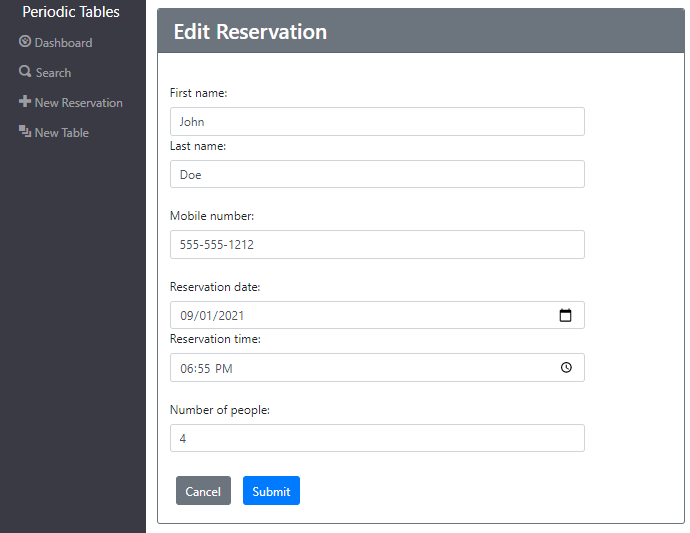 Periodic Tables
Dashboard
Search
New Reservation
New Table
Edit Reservation
First name:
John
Last name:
Doe
Mobile number:
555-555-1212
Reservation date:
09/01/2021
Reservation time:
06:55 PM
Number of people:
4
Cancel Submit